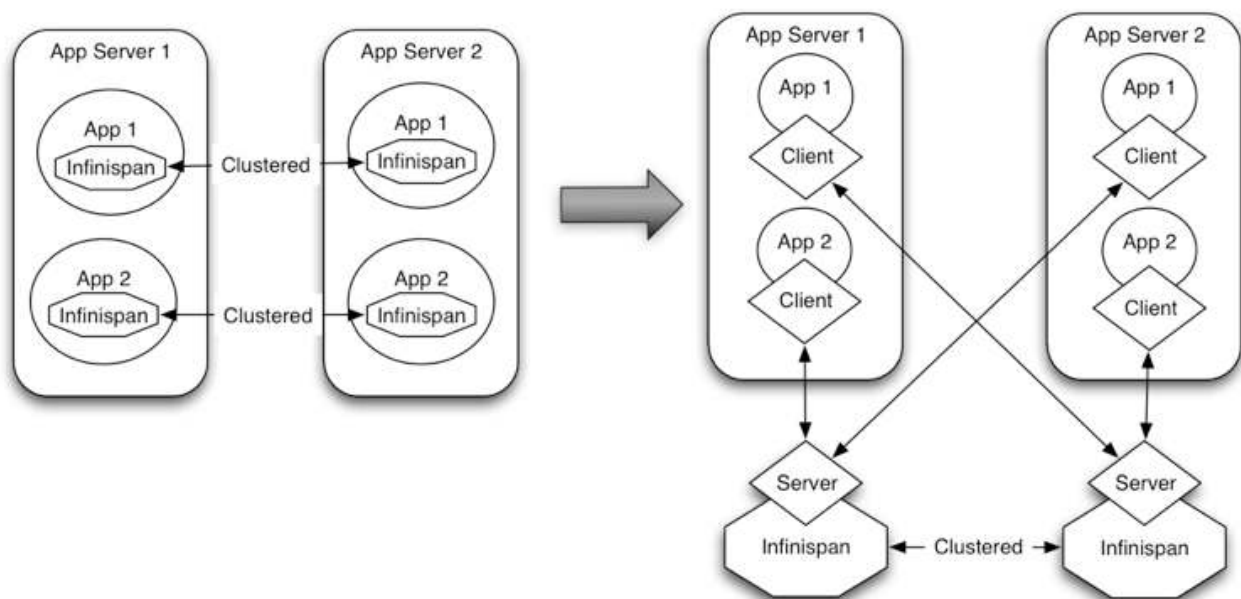 App Server 1
App 1
Infinispan
App 2
Infinispan
Clustered
Clustered
App Server 2
App 1
Infinispan
App 2
Infinispan
App Server 1
App 1
Client
App 2
Client
App Server 2
App 1
Client
App 2
Client
Server
Infinispan
Clustered
Server
Infinispan